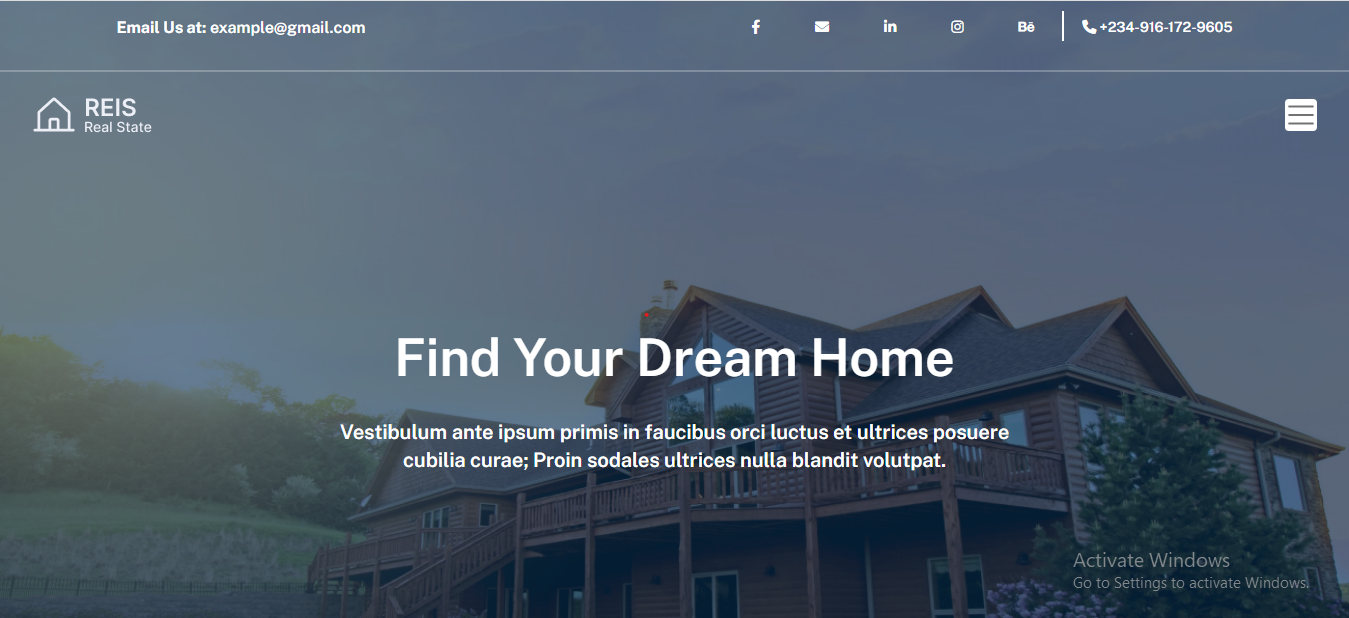 Email Us at: example@gmail.com
Bē
+234-916-172-9605
REIS
Real State
Find Your Dream Home
Vestibulum ante ipsum primis in faucibus orci luctus et ultrices posuere
cubilia curae; Proin sodales ultrices nulla blandit volutpat.
Activate Windows
Go to Settings to activate Windows.